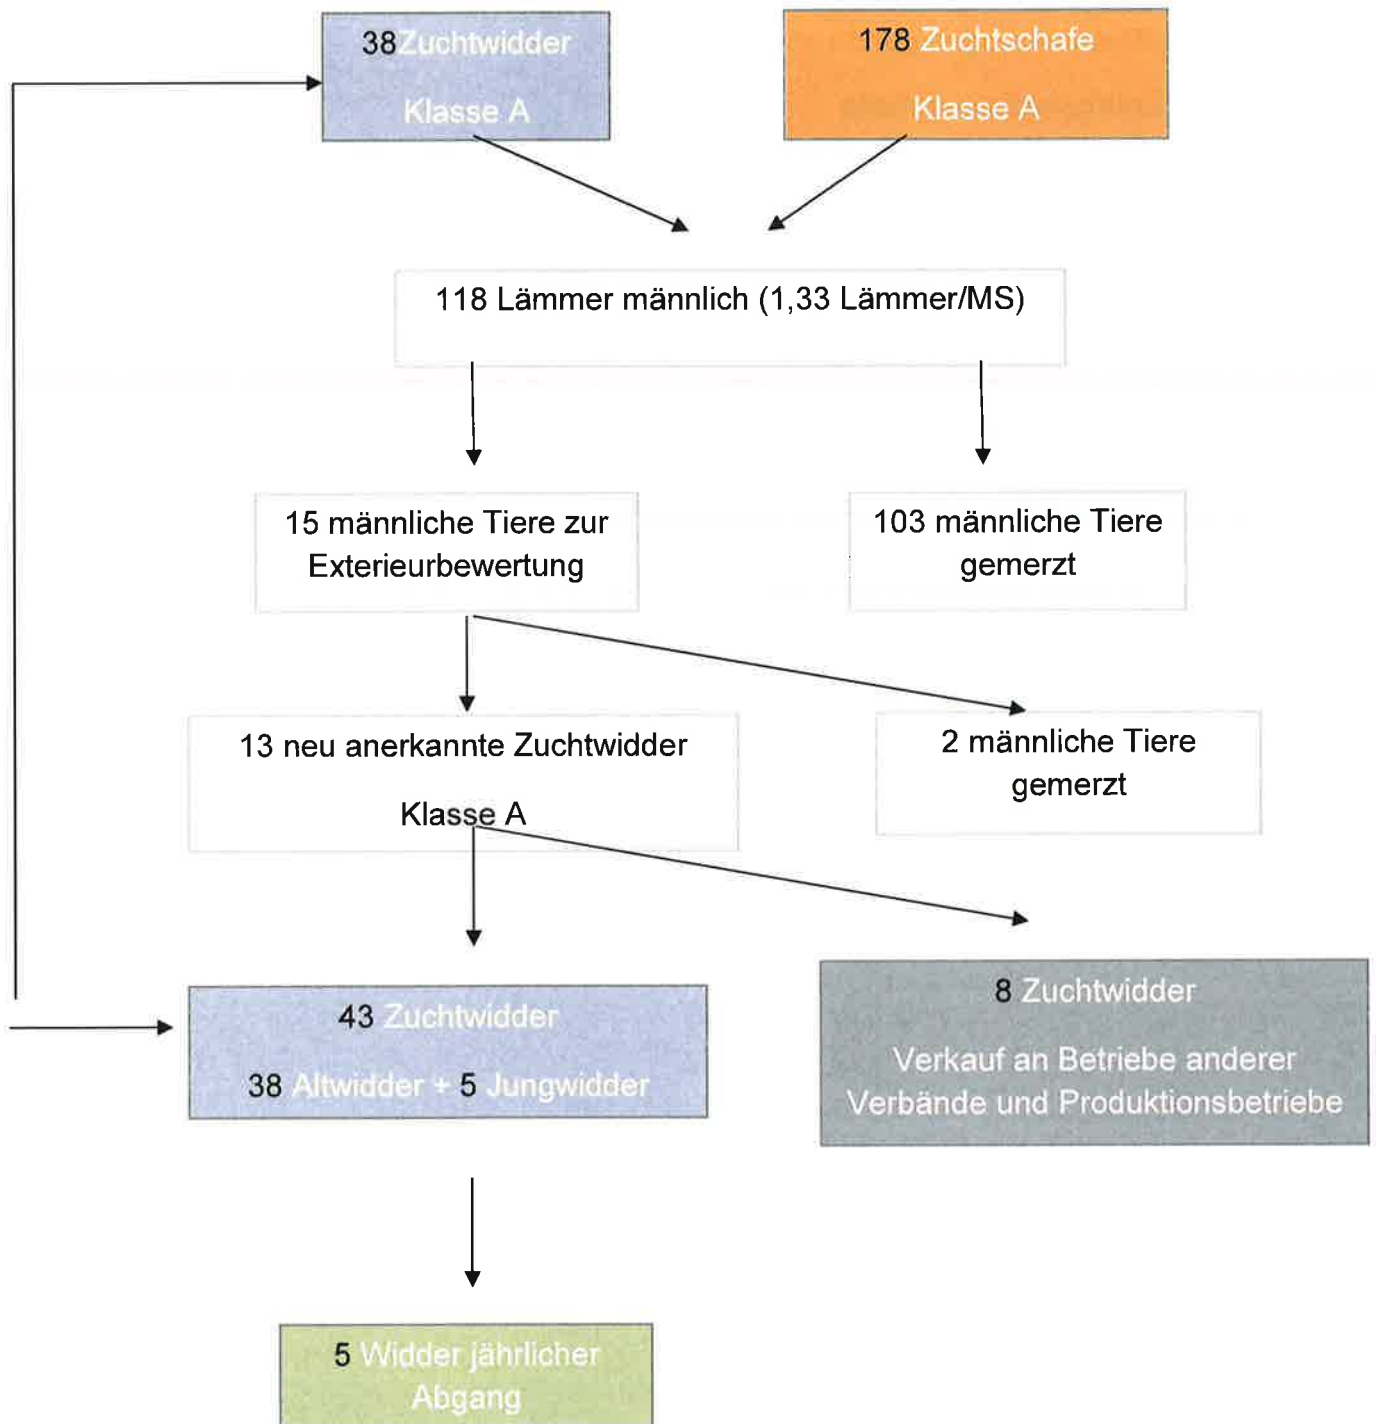 38Zuchtwidder
Klasse A
178 Zuchtschafe
Klasse A
118 Lämmer männlich (1,33 Lämmer/MS)
15 männliche Tiere zur
Exterieurbewertung
103 männliche Tiere
gemerzt
13 neu anerkannte Zuchtwidder
Klasse A
2 männliche Tiere
gemerzt
43 Zuchtwidder
38 Altwidder + 5 Jungwidder
8 Zuchtwidder
Verkauf an Betriebe anderer
Verbände und Produktionsbetriebe
5 Widder jährlicher
Abgang